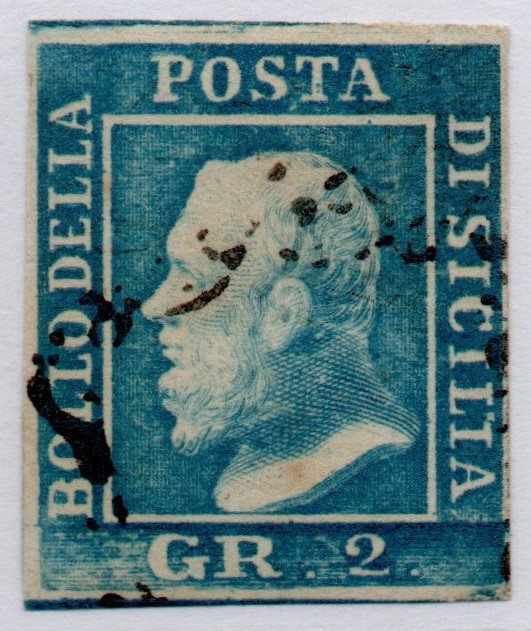 BOLLO DELLA
POSTA
DI SICILIA
GR. 2.